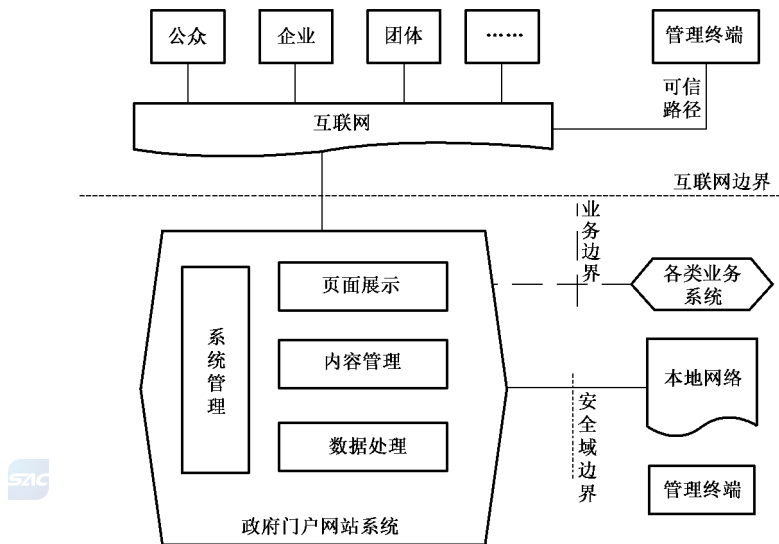 公众
企业
团体
……
管理终端
可信
路径
互联网
互联网边界
业务边界
页面展示
各类业务
系统
系统管理
内容管理
本地网络
数据处理
安全域边界
管理终端
政府门户网站系统
SAC